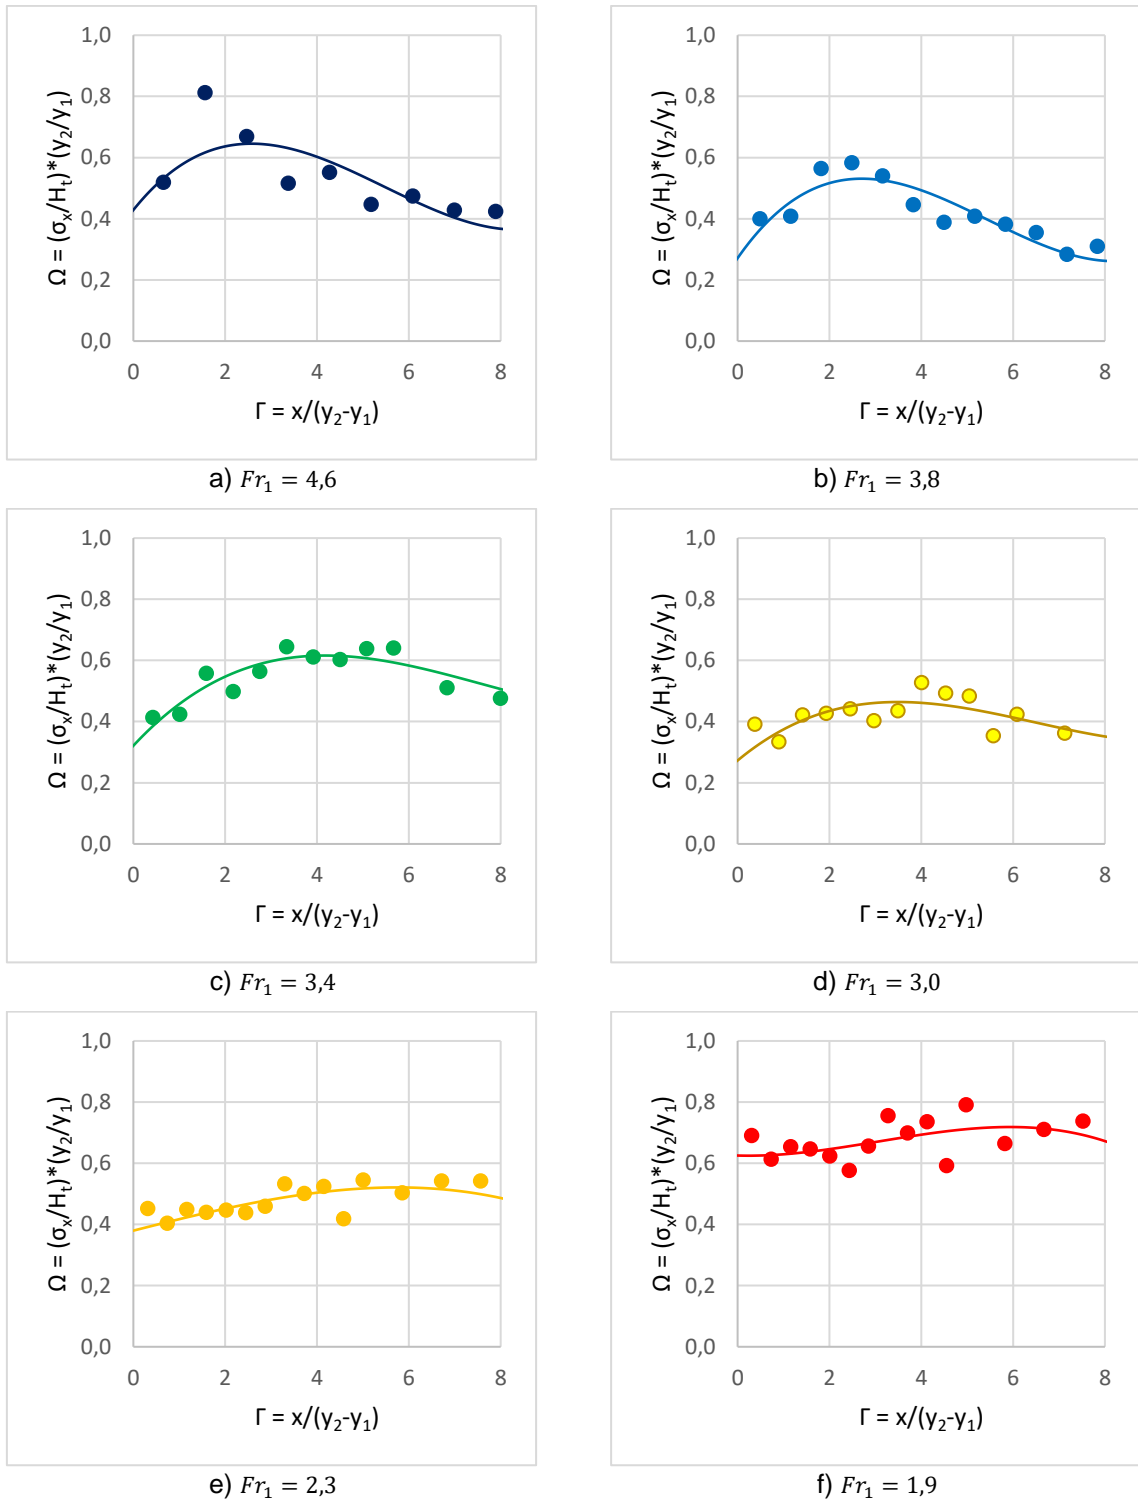 1,0
0,8
0,6
0,4
0,2
0,0
0 2 4 6 8
Ω = (σₓ/Hₜ)*(y₂/y₁)
Γ = x/(y₂-y₁)
a) Fr₁ = 4,6
1,0
0,8
0,6
0,4
0,2
0,0
0 2 4 6 8
Ω = (σₓ/Hₜ)*(y₂/y₁)
Γ = x/(y₂-y₁)
b) Fr₁ = 3,8
1,0
0,8
0,6
0,4
0,2
0,0
0 2 4 6 8
Ω = (σₓ/Hₜ)*(y₂/y₁)
Γ = x/(y₂-y₁)
c) Fr₁ = 3,4
1,0
0,8
0,6
0,4
0,2
0,0
0 2 4 6 8
Ω = (σₓ/Hₜ)*(y₂/y₁)
Γ = x/(y₂-y₁)
d) Fr₁ = 3,0
1,0
0,8
0,6
0,4
0,2
0,0
0 2 4 6 8
Ω = (σₓ/Hₜ)*(y₂/y₁)
Γ = x/(y₂-y₁)
e) Fr₁ = 2,3
1,0
0,8
0,6
0,4
0,2
0,0
0 2 4 6 8
Ω = (σₓ/Hₜ)*(y₂/y₁)
Γ = x/(y₂-y₁)
f) Fr₁ = 1,9